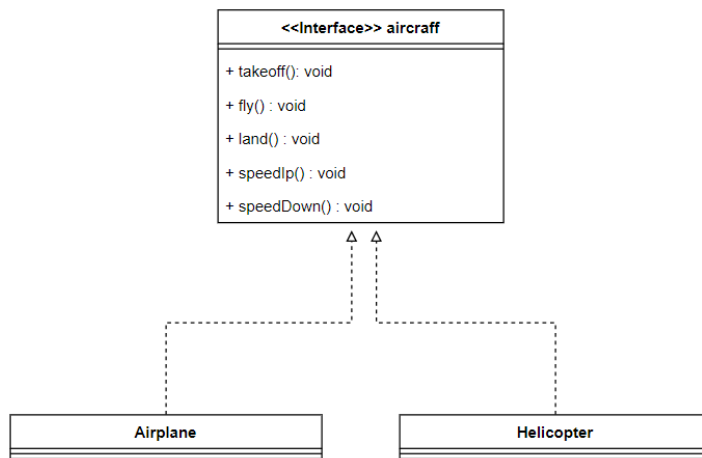 <<Interface>> aircraff
+ takeoff(): void
+ fly() : void
+ land() : void
+ speedIp() : void
+ speedDown() : void
Airplane
Helicopter